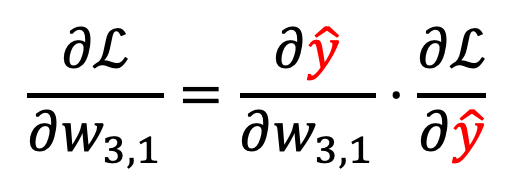 ∂ℒ/∂w₃,₁ = ∂ŷ/∂w₃,₁ · ∂ℒ/∂ŷ